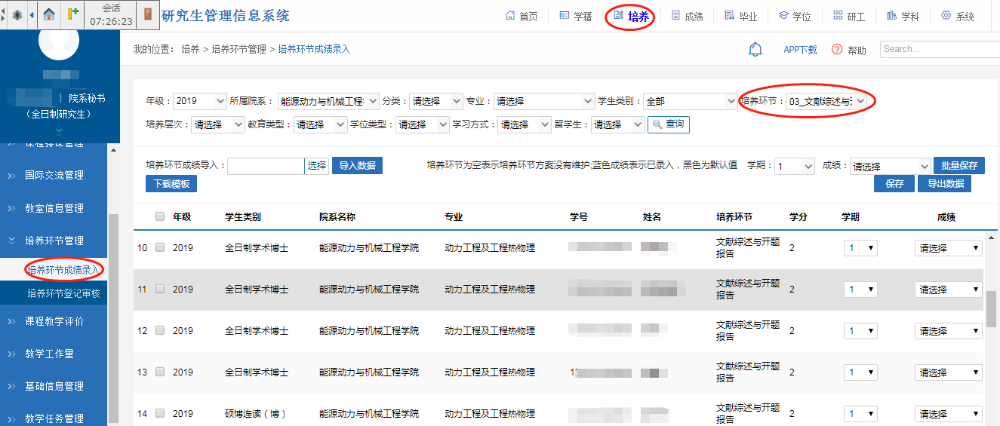 会话
07:26:23
研究生管理信息系统
首页 学籍 培养 成绩 毕业 学位 研工 学科 系统
我的位置： 培养 > 培养环节管理 > 培养环节成绩录入
APP下载 帮助 Search...
| 院系秘书
（全日制研究生）
课程排课管理
国际交流管理
教室信息管理
培养环节管理
培养环节成绩录入
培养环节登记审核
课程教学评价
教学工作量
基础信息管理
教学任务管理
年级： 2019 所属院系： 能源动力与机械工程 分类： 请选择 专业： 请选择 学生类别： 全部 培养环节： 03_文献综述与
培养层次： 请选择 教育类型： 请选择 学位类型： 请选择 学习方式： 请选择 留学生： 请选择 查询
培养环节成绩导入： 选择 导入数据 培养环节为空表示培养环节方案没有维护;蓝色成绩表示已录入，黑色为默认值 学期： 1 成绩： 请选择 批量保存
下载模板 保存 导出数据
年级 学生类别 院系名称 专业 学号 姓名 培养环节 学分 学期 成绩
10 2019 全日制学术博士 能源动力与机械工程学院 动力工程及工程热物理 文献综述与开题 2 1 请选择
报告
11 2019 全日制学术博士 能源动力与机械工程学院 动力工程及工程热物理 文献综述与开题 2 1 请选择
报告
12 2019 全日制学术博士 能源动力与机械工程学院 动力工程及工程热物理 文献综述与开题 2 1 请选择
报告
13 2019 全日制学术博士 能源动力与机械工程学院 动力工程及工程热物理 文献综述与开题 2 1 请选择
报告
14 2019 硕博连读（博） 能源动力与机械工程学院 动力工程及工程热物理 文献综述与开题 2 1 请选择
报告